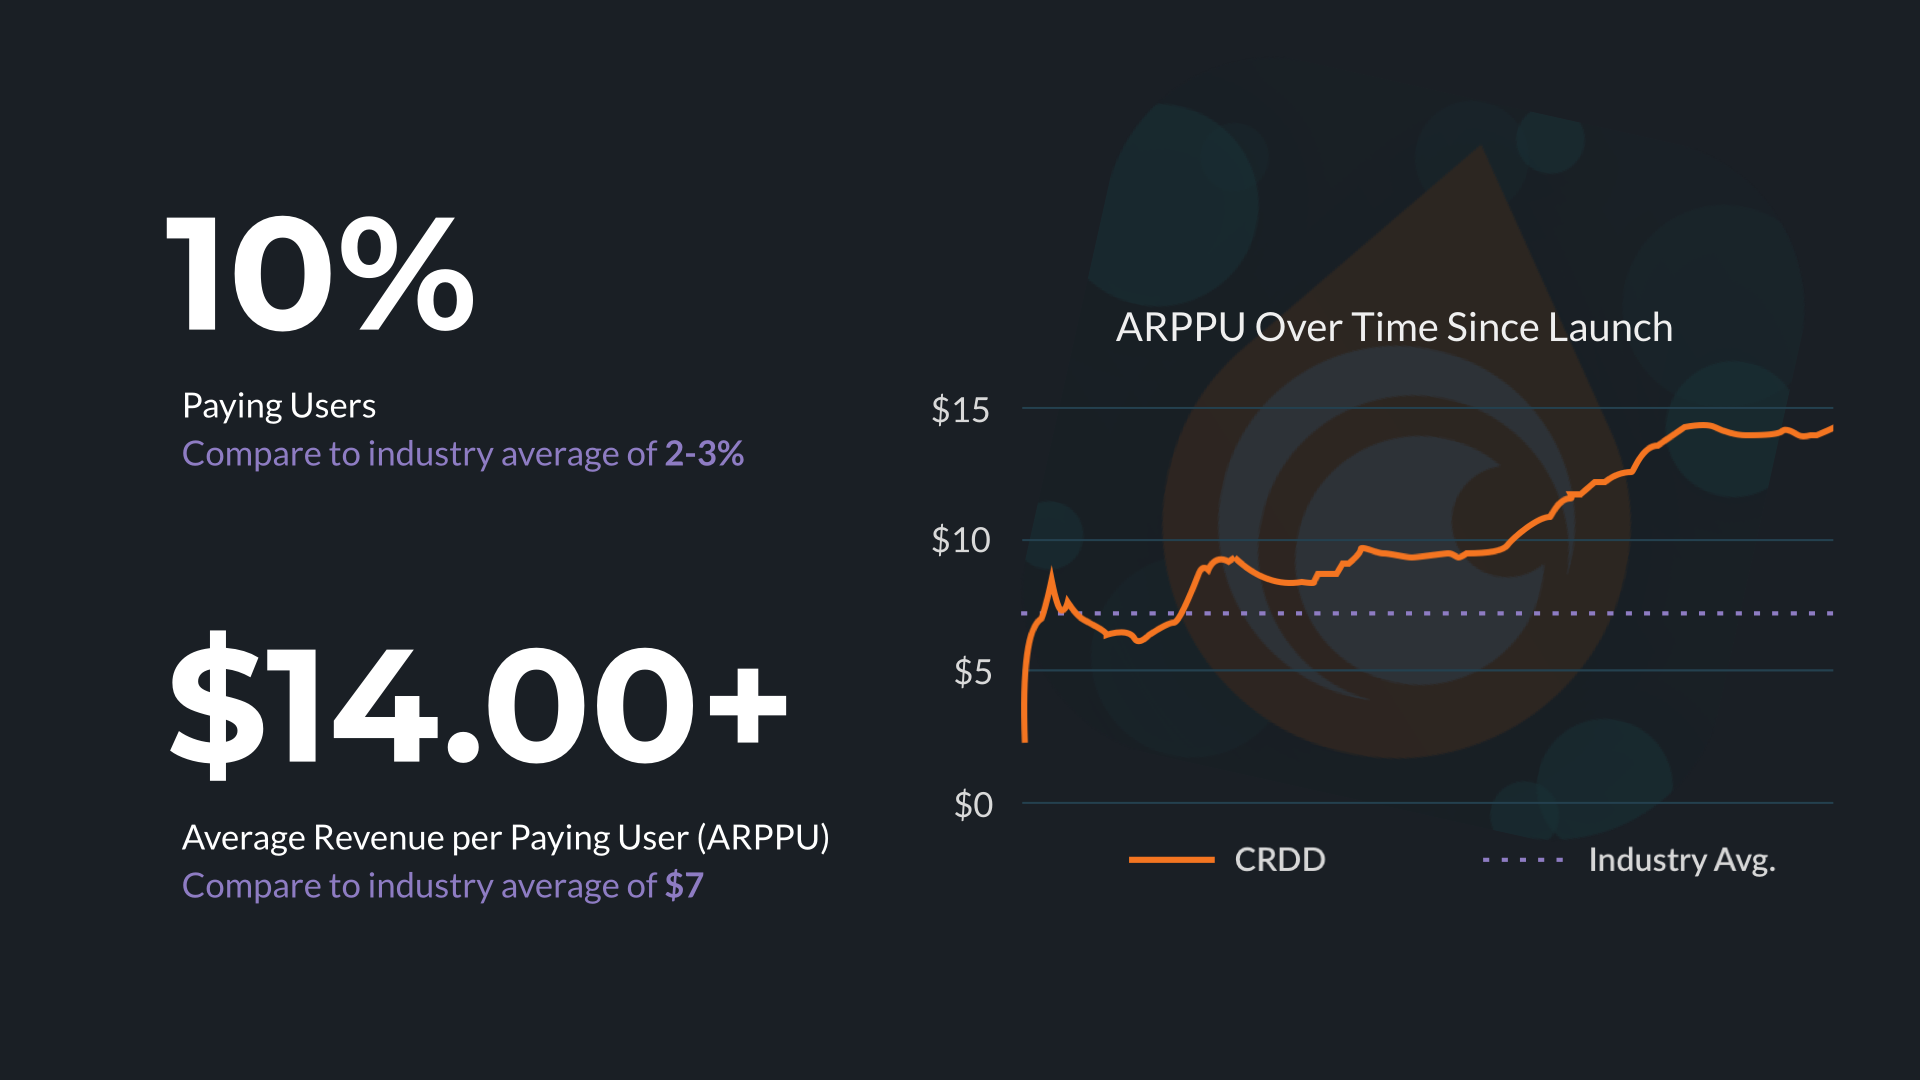 10%
Paying Users
Compare to industry average of 2-3%
$14.00+
Average Revenue per Paying User (ARPPU)
Compare to industry average of $7
ARPPU Over Time Since Launch
$15
$10
$5
$0
CRDD
Industry Avg.